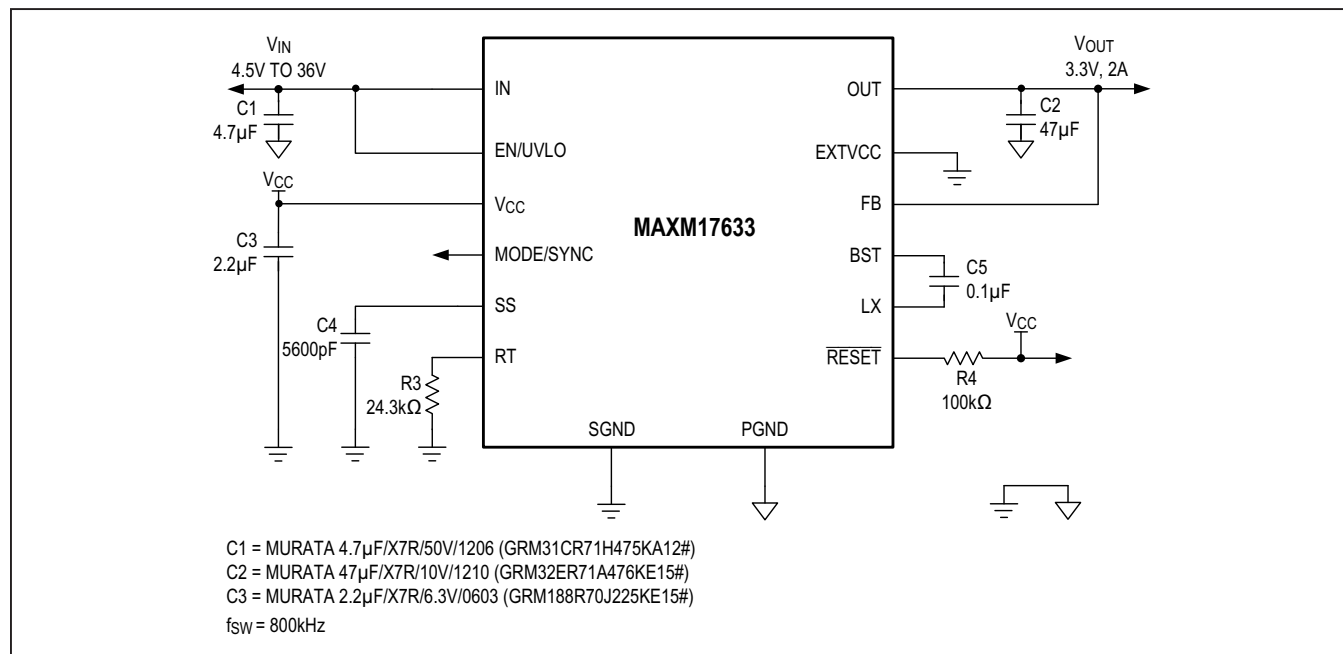 VIN
4.5V TO 36V
C1
4.7µF
IN
EN/UVLO
VCC
VCC
C3
2.2µF
MODE/SYNC
SS
C4
5600pF
RT
R3
24.3kΩ
SGND
PGND
MAXM17633
OUT
EXTVCC
FB
BST
LX
RESET
VOUT
3.3V, 2A
C2
47µF
C5
0.1µF
VCC
R4
100kΩ
C1 = MURATA 4.7µF/X7R/50V/1206 (GRM31CR71H475KA12#)
C2 = MURATA 47µF/X7R/10V/1210 (GRM32ER71A476KE15#)
C3 = MURATA 2.2µF/X7R/6.3V/0603 (GRM188R70J225KE15#)
fSW = 800kHz